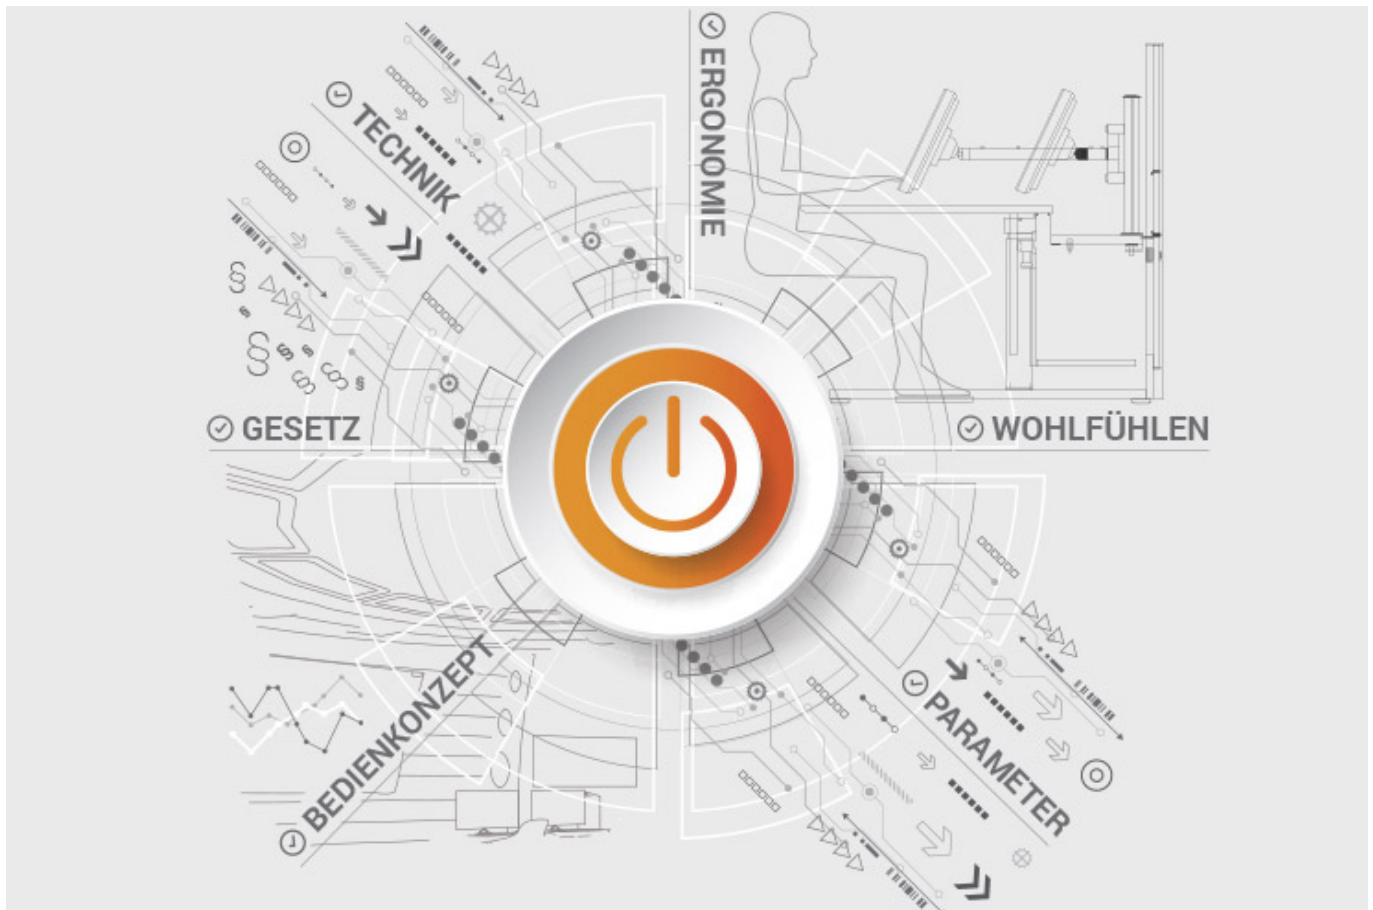 ERGONOMIE
TECHNIK
GESETZ
WOHLFÜHLEN
BEDIENKONZEPT
PARAMETER
§
§
§
§
§
§
§
§
§